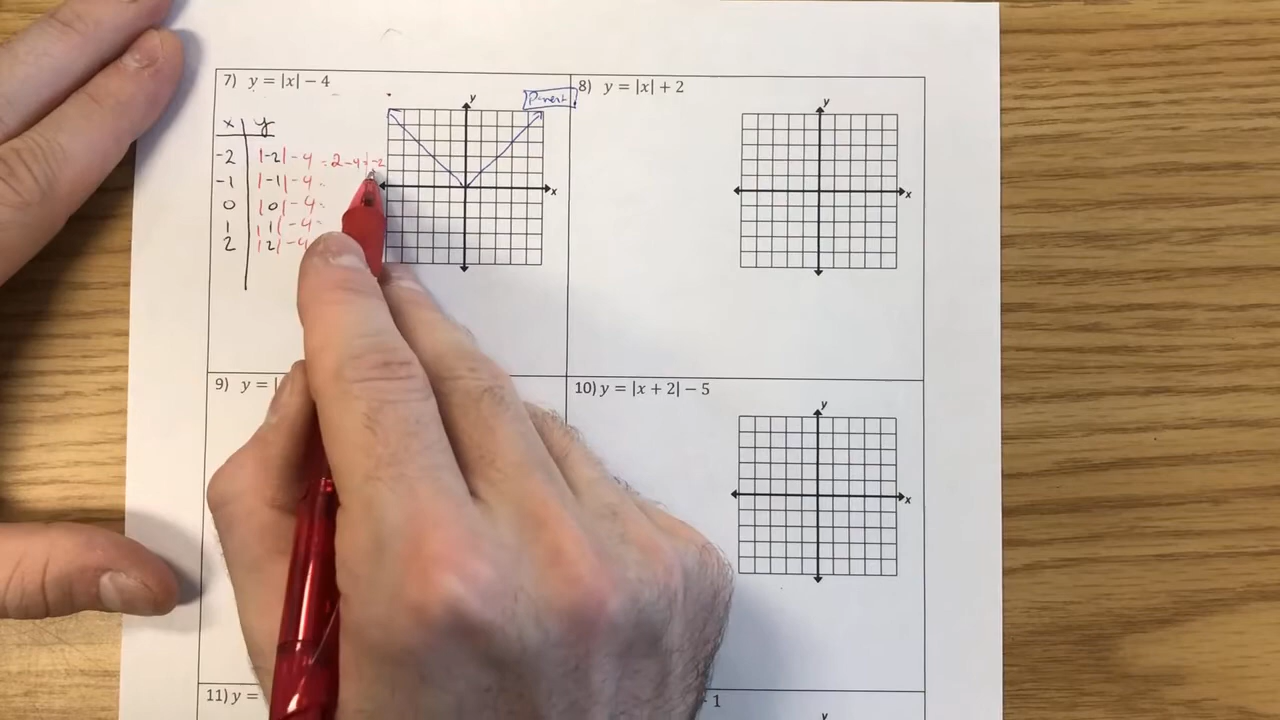 7) y = |x| − 4
Parent
x y
-2 |-2| -4 = 2-4 = -2
-1 |-1| -4 =
0 |0| -4 =
1 |1| -4 =
2 |2| -4
y
x
8) y = |x| + 2
y
x
9) y = |
10) y = |x + 2| − 5
y
x
11) y =
1
y